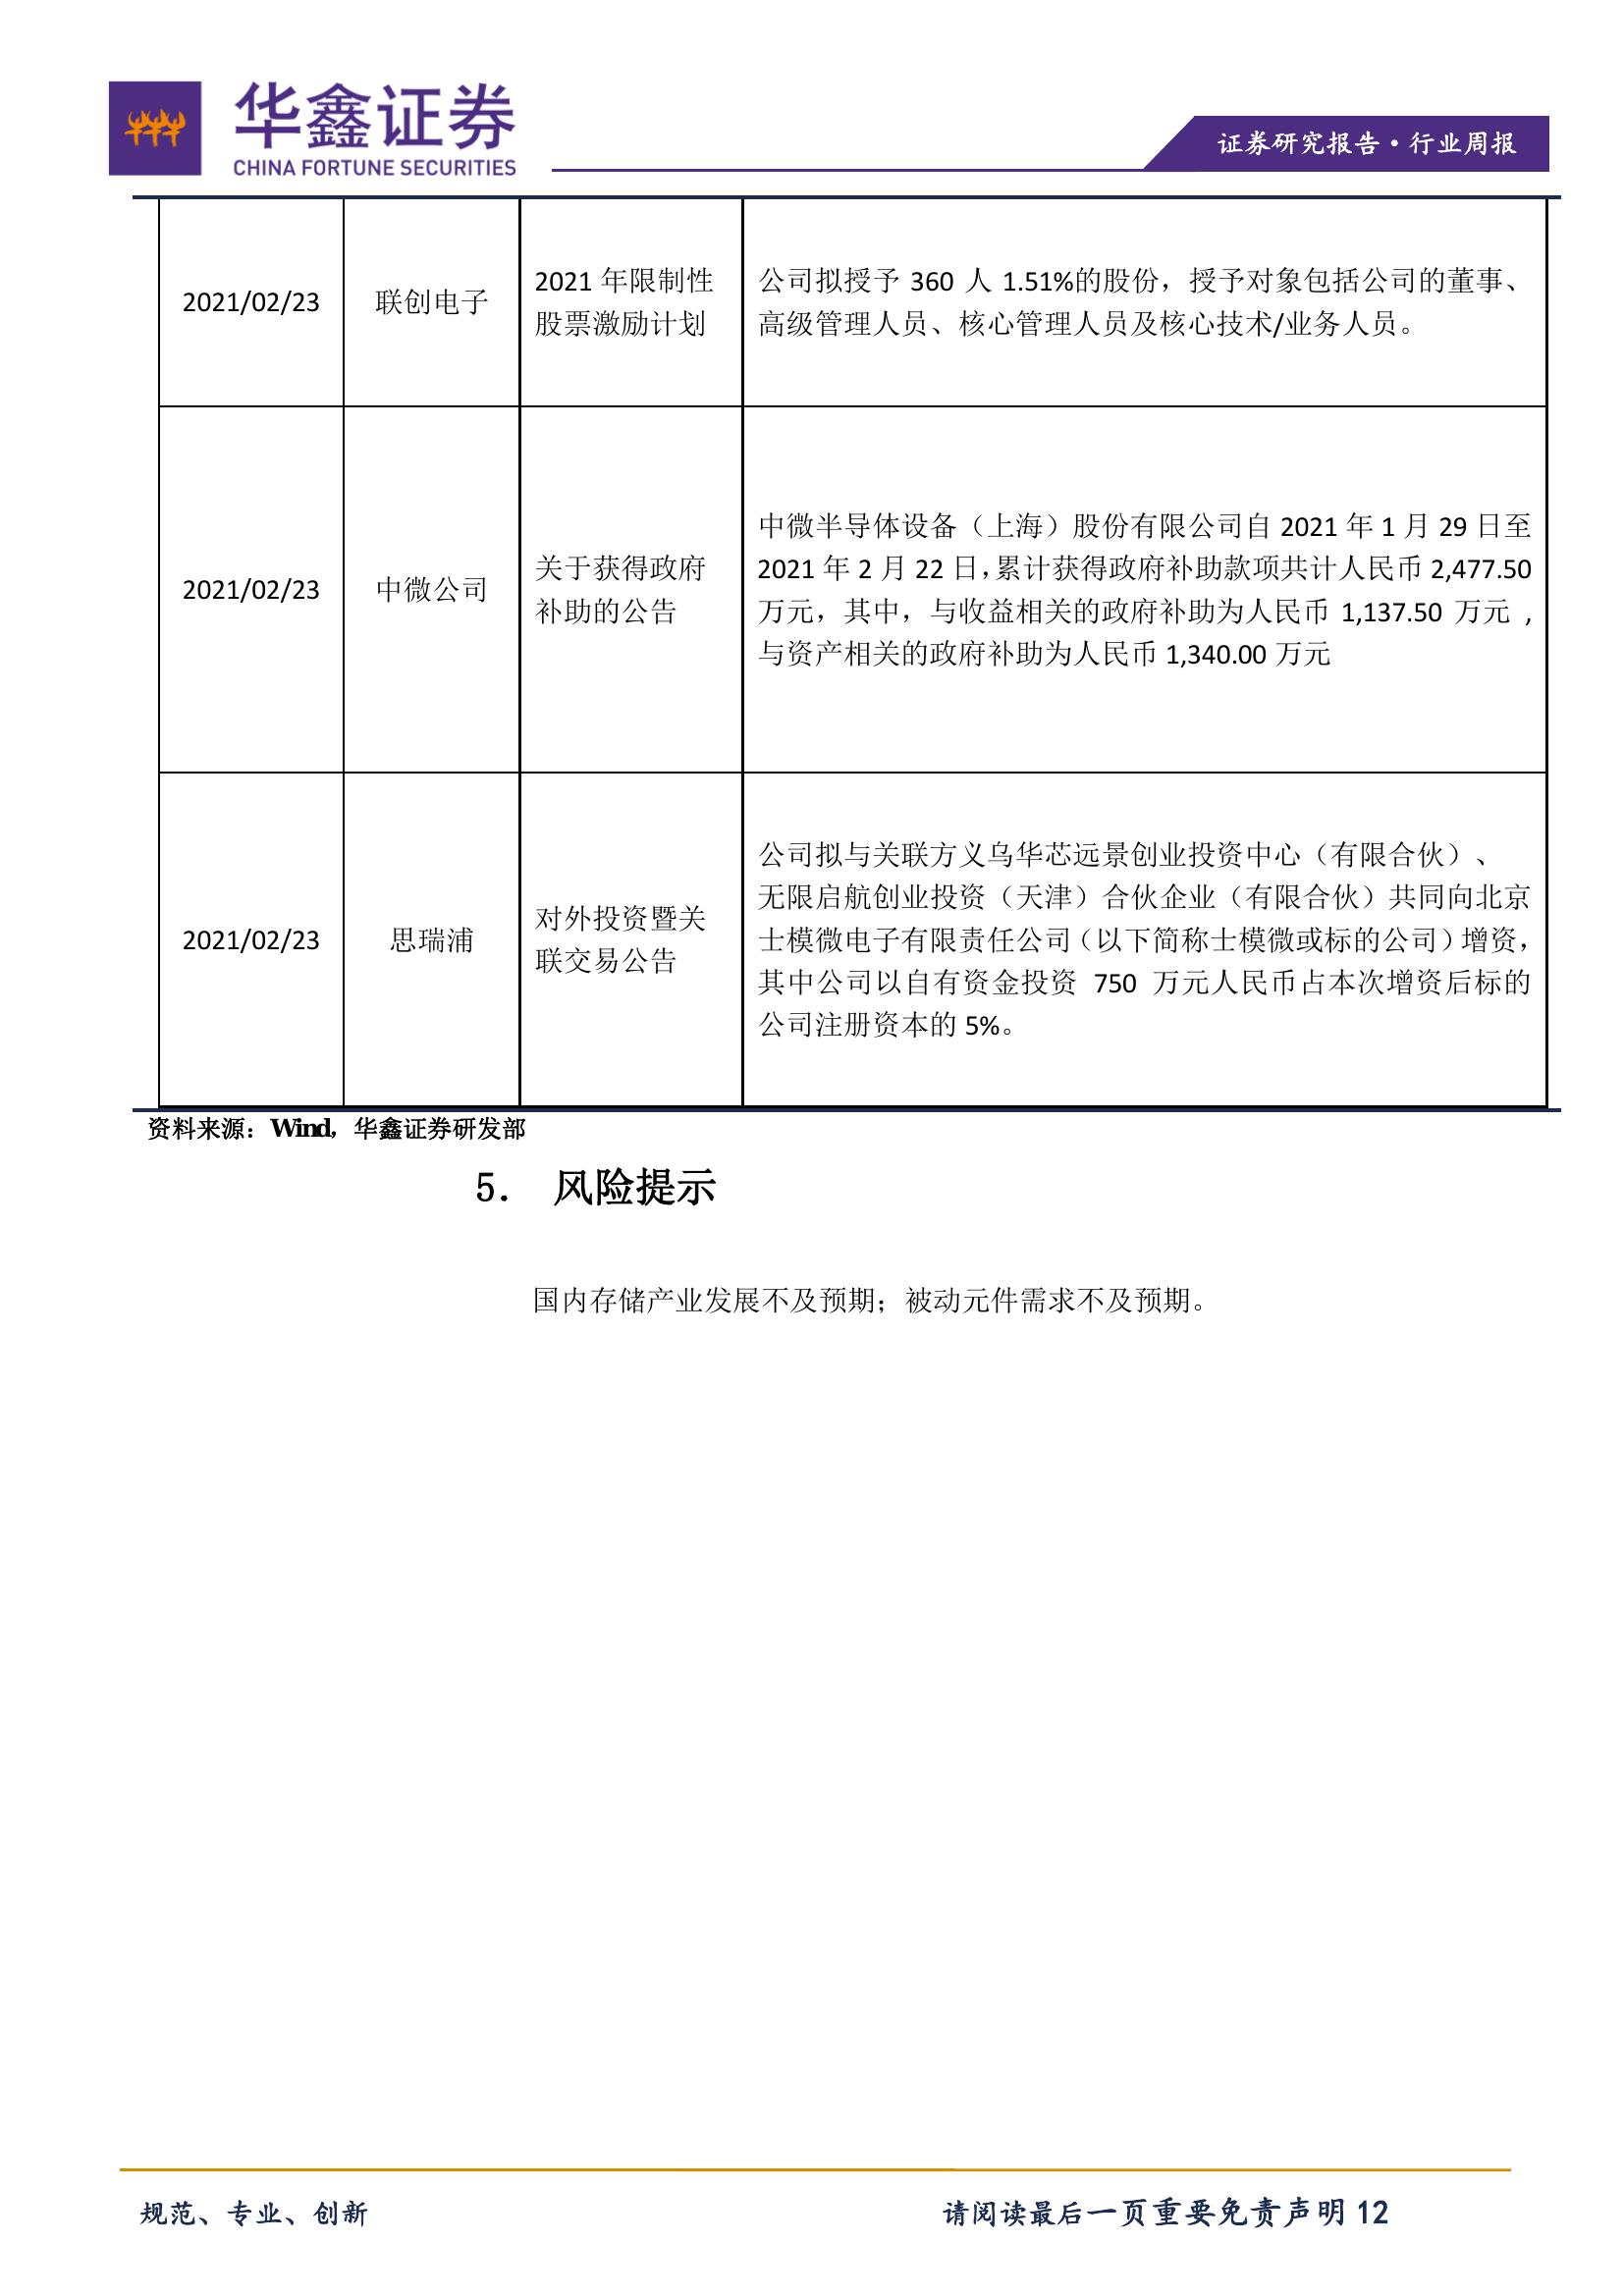 华鑫证券
CHINA FORTUNE SECURITIES
证券研究报告·行业周报
2021/02/23
联创电子
2021 年限制性
股票激励计划
公司拟授予 360 人 1.51%的股份，授予对象包括公司的董事、
高级管理人员、核心管理人员及核心技术/业务人员。
2021/02/23
中微公司
关于获得政府
补助的公告
中微半导体设备（上海）股份有限公司自 2021 年 1 月 29 日至
2021 年 2 月 22 日，累计获得政府补助款项共计人民币 2,477.50
万元，其中，与收益相关的政府补助为人民币 1,137.50 万元 ，
与资产相关的政府补助为人民币 1,340.00 万元
2021/02/23
思瑞浦
对外投资暨关
联交易公告
公司拟与关联方义乌华芯远景创业投资中心（有限合伙）、
无限启航创业投资（天津）合伙企业（有限合伙）共同向北京
士模微电子有限责任公司（以下简称士模微或标的公司）增资，
其中公司以自有资金投资 750 万元人民币占本次增资后标的
公司注册资本的 5%。
资料来源：Wind，华鑫证券研发部
5. 风险提示
国内存储产业发展不及预期；被动元件需求不及预期。
规范、专业、创新
请阅读最后一页重要免责声明 12